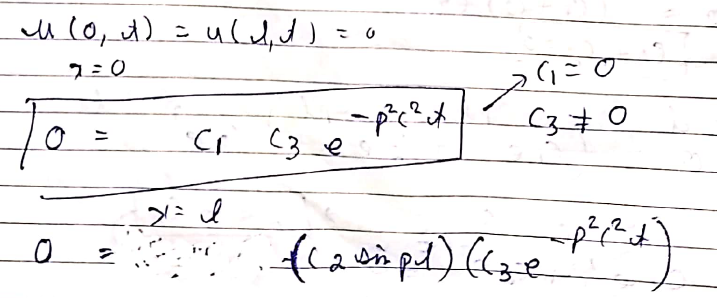 u(0,t) = u(l,t) = 0
x=0
0 = c₁ c₃ e^{-p²c²t} → c₁ = 0
c₃ ≠ 0
x=l
0 = (c₂ sin pl)(c₃ e^{-p²c²t})